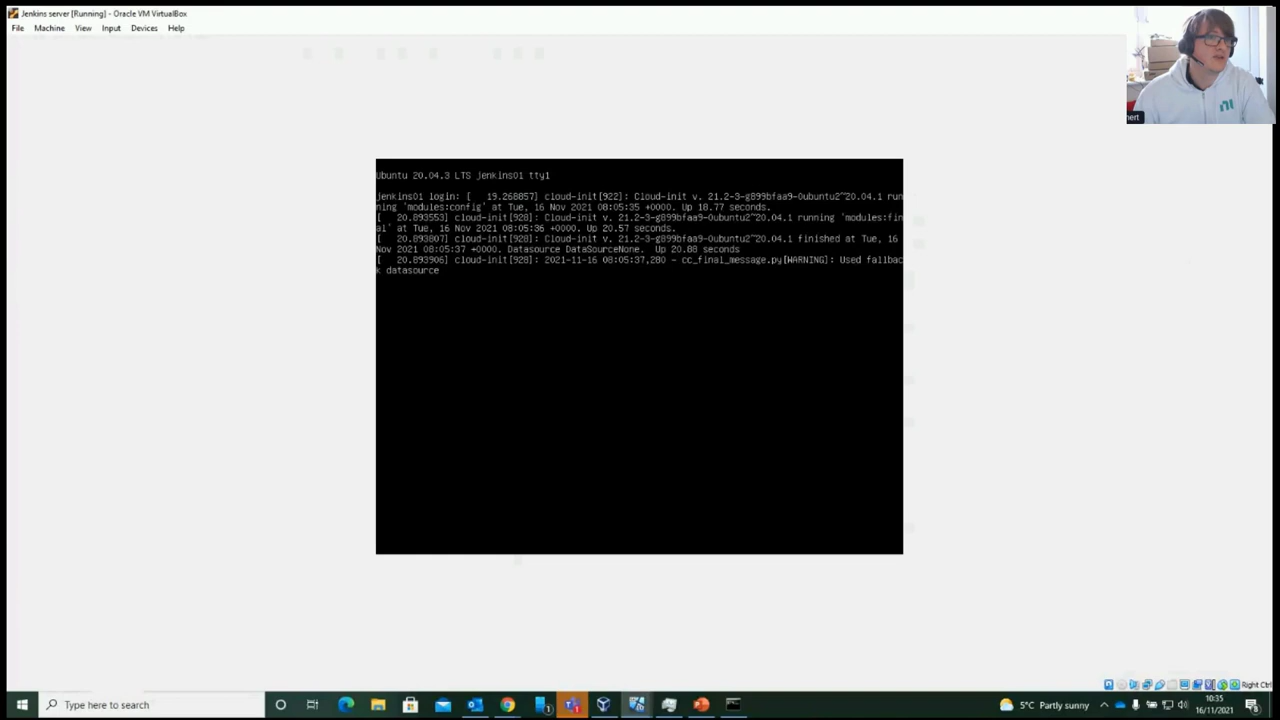 Jenkins server [Running] - Oracle VM VirtualBox
File Machine View Input Devices Help
nert
Ubuntu 20.04.3 LTS jenkins01 tty1
jenkins01 login: [   19.268857] cloud-init[922]: Cloud-init v. 21.2-3-g899bfaa9-0ubuntu2~20.04.1 run
ning 'modules:config' at Tue, 16 Nov 2021 08:05:35 +0000. Up 18.77 seconds.
[   20.893553] cloud-init[928]: Cloud-init v. 21.2-3-g899bfaa9-0ubuntu2~20.04.1 running 'modules:fin
al' at Tue, 16 Nov 2021 08:05:36 +0000. Up 20.57 seconds.
[   20.893807] cloud-init[928]: Cloud-init v. 21.2-3-g899bfaa9-0ubuntu2~20.04.1 finished at Tue, 16
Nov 2021 08:05:37 +0000. Datasource DataSourceNone.  Up 20.88 seconds
[   20.893906] cloud-init[928]: 2021-11-16 08:05:37,280 - cc_final_message.py[WARNING]: Used fallbac
k datasource
Right Ctrl
Type here to search
5°C Partly sunny
10:35
16/11/2021